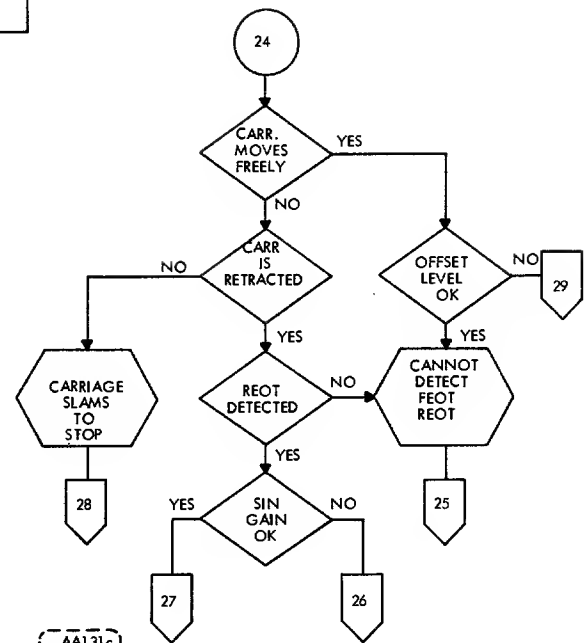 24
CARR.
MOVES
FREELY
YES
NO
CARR
IS
RETRACTED
NO
OFFSET
LEVEL
OK
NO
29
YES
YES
CARRIAGE
SLAMS
TO
STOP
REOT
DETECTED
NO
CANNOT
DETECT
FEOT
REOT
28
YES
25
SIN
GAIN
OK
YES
NO
27
26
AA131c